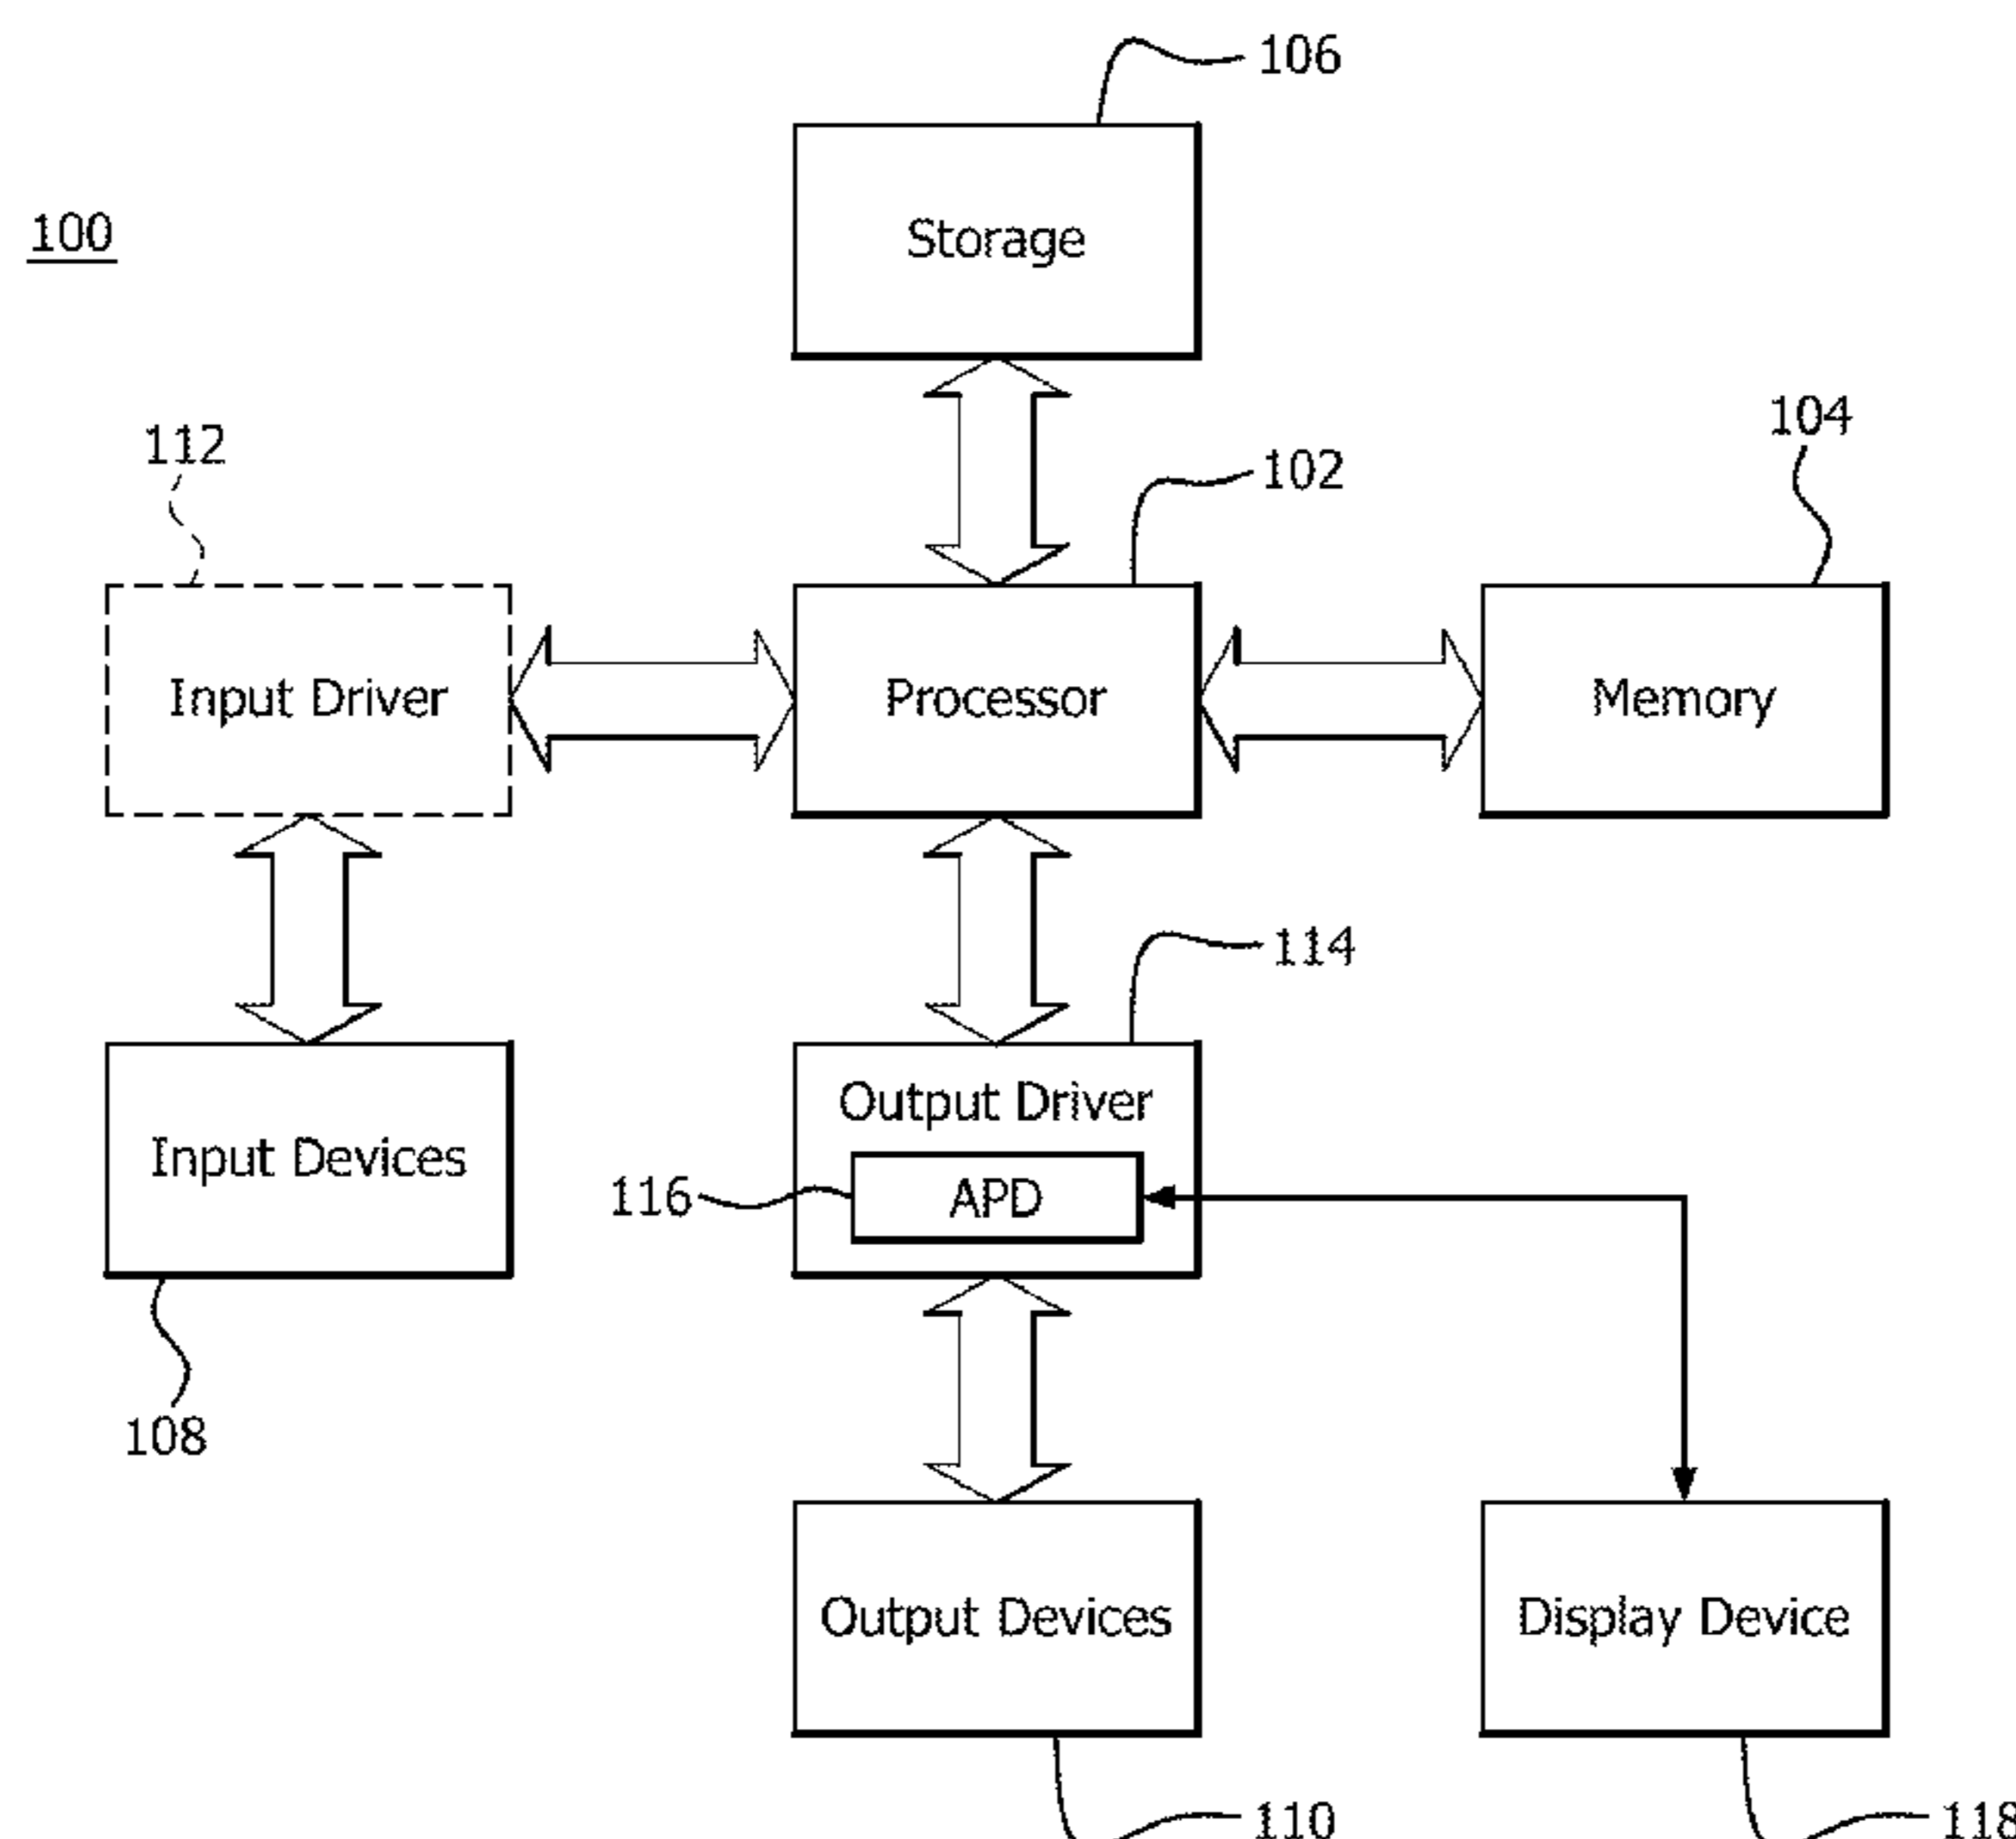 106
100
Storage
112
104
102
Input Driver
Processor
Memory
114
Output Driver
Input Devices
116
APD
108
Output Devices
Display Device
110
118